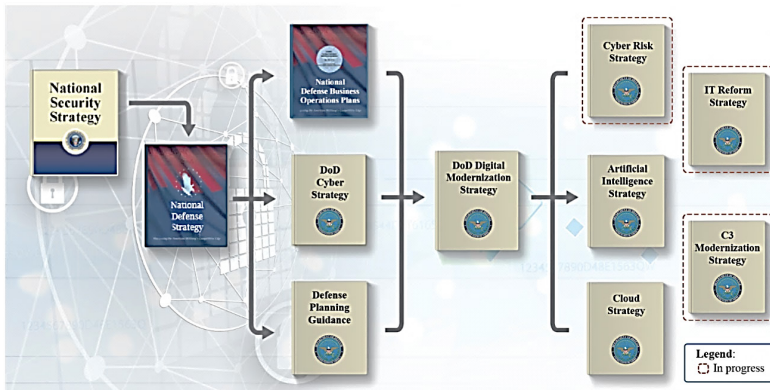 National
Security
Strategy
National
Defense
Strategy
National
Defense Business
Operations Plans
DoD
Cyber
Strategy
Defense
Planning
Guidance
DoD Digital
Modernization
Strategy
Cyber Risk
Strategy
IT Reform
Strategy
Artificial
Intelligence
Strategy
C3
Modernization
Strategy
Cloud
Strategy
Legend:
In progress